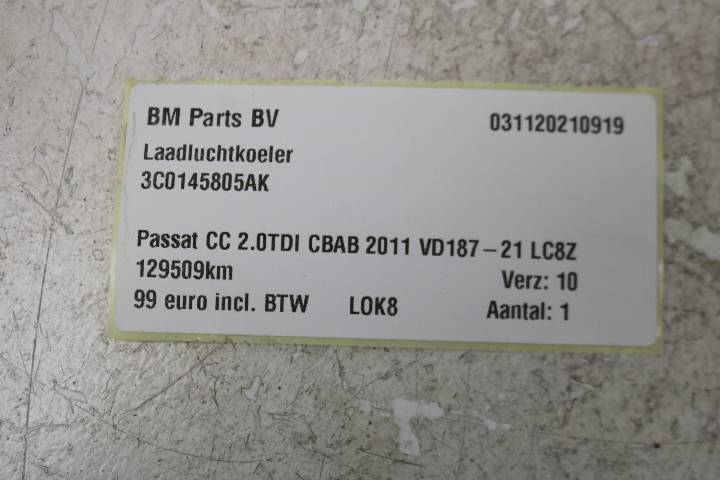 BM Parts BV 031120210919
Laadluchtkoeler
3C0145805AK
Passat CC 2.0TDI CBAB 2011 VD187-21 LC8Z
129509km Verz: 10
99 euro incl. BTW LOK8 Aantal: 1